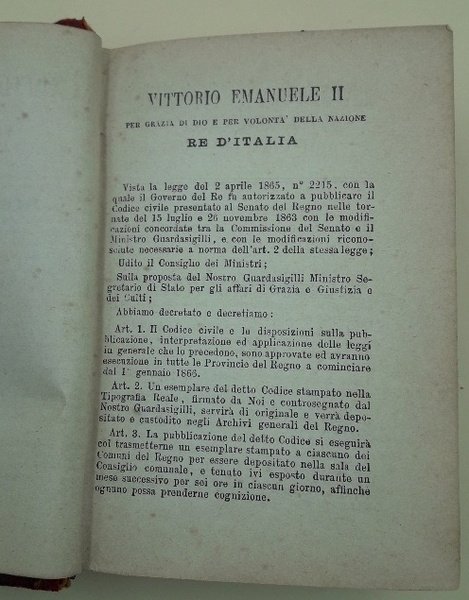 VITTORIO EMANUELE II
PER GRAZIA DI DIO E PER VOLONTA' DELLA NAZIONE
RE D'ITALIA
Vista la legge del 2 aprile 1865, n° 2215, con la
quale il Governo del Re fu autorizzato a pubblicare il
Codice civile presentato al Senato del Regno nelle tor-
nate del 15 luglio e 26 novembre 1863 con le modifi-
cazioni concordate tra la Commissione del Senato e il
Ministro Guardasigilli, e con le modificazioni ricono-
sciute necessarie a norma dell'art. 2 della stessa legge;
Udito il Consiglio dei Ministri;
Sulla proposta del Nostro Guardasigilli Ministro Se-
gretario di Stato per gli affari di Grazia e Giustizia e
dei Culti;
Abbiamo decretato e decretiamo:
Art. 1. Il Codice civile e le disposizioni sulla pub-
blicazione, interpretazione ed applicazione delle leggi
in generale che lo precedono, sono approvate ed avranno
esecuzione in tutte le Provincie del Regno a cominciare
dal 1° gennaio 1866.
Art. 2. Un esemplare del detto Codice stampato nella
Tipografia Reale, firmato da Noi e controsegnato dal
Nostro Guardasigilli, servirà di originale e verrà depo-
sitato e custodito negli Archivi generali del Regno.
Art. 3. La pubblicazione del detto Codice si eseguirà
col trasmetterne un esemplare stampato a ciascuno dei
Comuni del Regno per essere depositato nella sala del
Consiglio comunale, e tenuto ivi esposto durante un
mese successivo per sei ore in ciascun giorno, affinchè
ognuno possa prenderne cognizione.